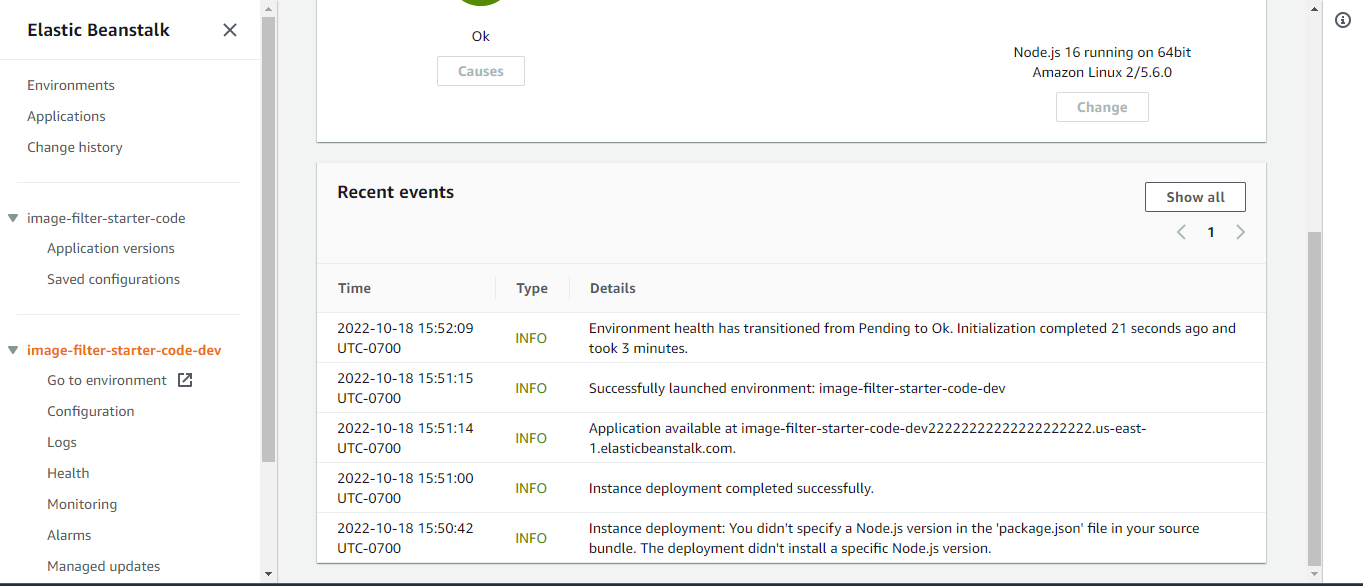 Elastic Beanstalk
Environments
Applications
Change history
image-filter-starter-code
Application versions
Saved configurations
image-filter-starter-code-dev
Go to environment
Configuration
Logs
Health
Monitoring
Alarms
Managed updates
Ok
Causes
Node.js 16 running on 64bit
Amazon Linux 2/5.6.0
Change
Recent events
Show all
1
Time Type Details
2022-10-18 15:52:09
UTC-0700
INFO
Environment health has transitioned from Pending to Ok. Initialization completed 21 seconds ago and
took 3 minutes.
2022-10-18 15:51:15
UTC-0700
INFO
Successfully launched environment: image-filter-starter-code-dev
2022-10-18 15:51:14
UTC-0700
INFO
Application available at image-filter-starter-code-dev22222222222222222222.us-east-
1.elasticbeanstalk.com.
2022-10-18 15:51:00
UTC-0700
INFO
Instance deployment completed successfully.
2022-10-18 15:50:42
UTC-0700
INFO
Instance deployment: You didn't specify a Node.js version in the 'package.json' file in your source
bundle. The deployment didn't install a specific Node.js version.